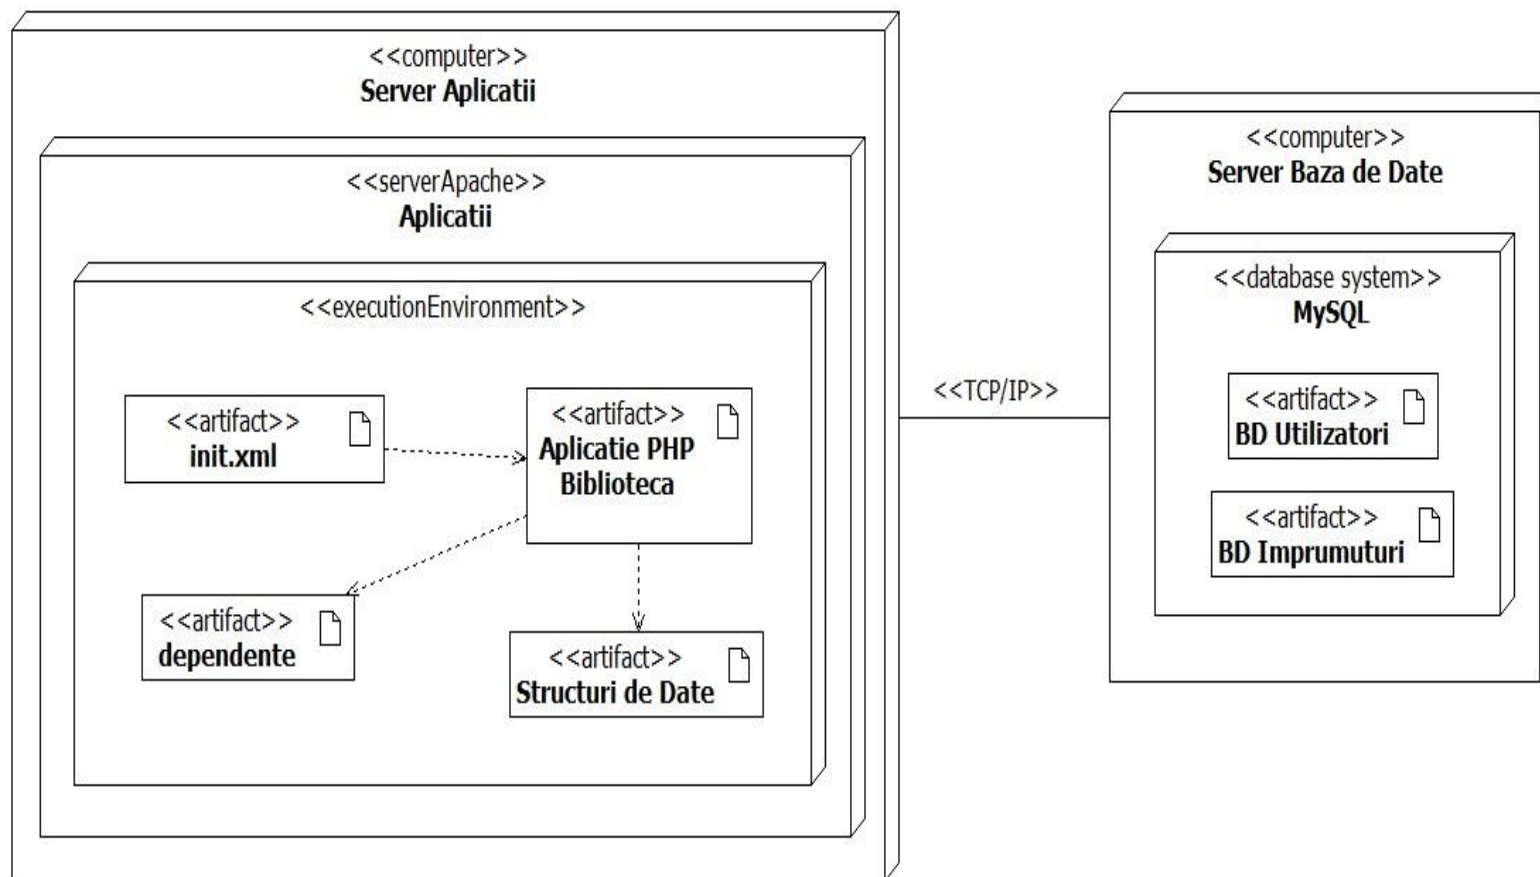 <<computer>>
Server Aplicatii
<<serverApache>>
Aplicatii
<<executionEnvironment>>
<<artifact>>
init.xml
<<artifact>>
Aplicatie PHP
Biblioteca
<<artifact>>
dependente
<<artifact>>
Structuri de Date
<<TCP/IP>>
<<computer>>
Server Baza de Date
<<database system>>
MySQL
<<artifact>>
BD Utilizatori
<<artifact>>
BD Imprumuturi